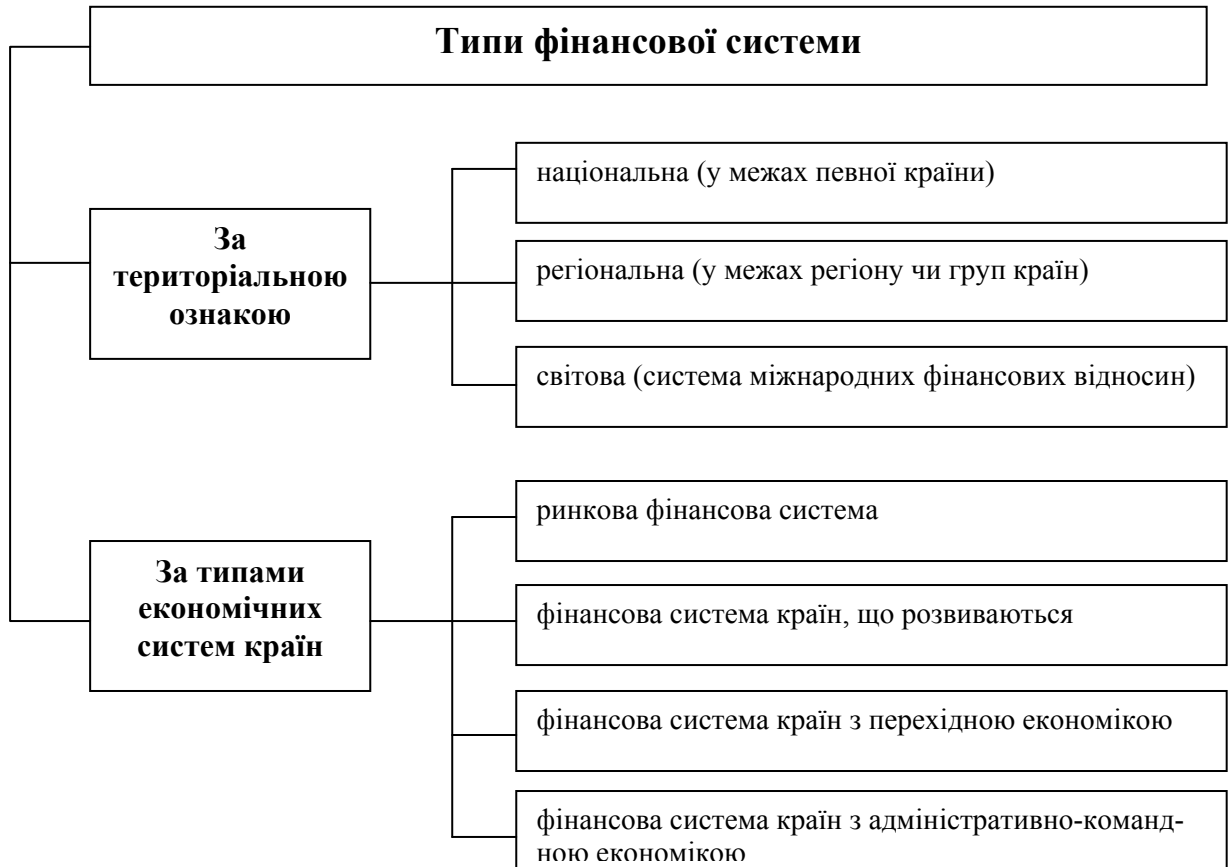 Типи фінансової системи
За
територіальною
ознакою
національна (у межах певної країни)
регіональна (у межах регіону чи груп країн)
світова (система міжнародних фінансових відносин)
За типами
економічних
систем країн
ринкова фінансова система
фінансова система країн, що розвиваються
фінансова система країн з перехідною економікою
фінансова система країн з адміністративно-команд-
ною економікою